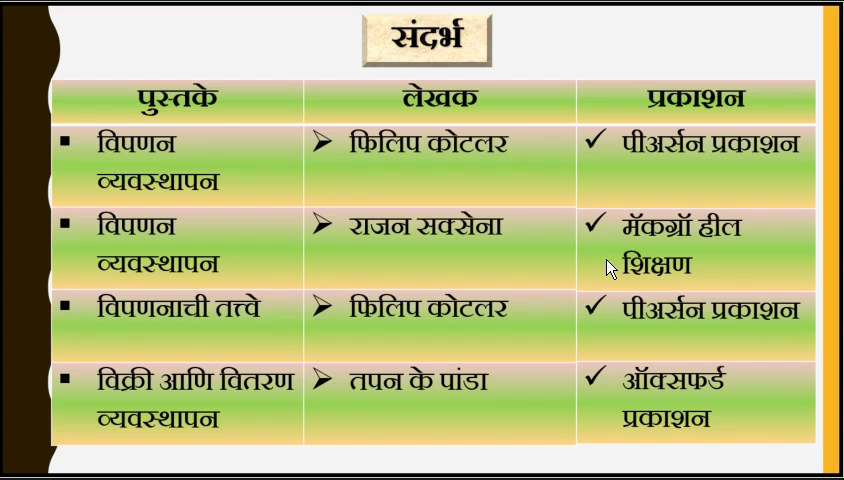 संदर्भ
पुस्तके लेखक प्रकाशन
विपणन व्यवस्थापन फिलिप कोटलर पीअर्सन प्रकाशन
विपणन व्यवस्थापन राजन सक्सेना मॅकग्रॉ हील शिक्षण
विपणनाची तत्त्वे फिलिप कोटलर पीअर्सन प्रकाशन
विक्री आणि वितरण व्यवस्थापन तपन के पांडा ऑक्सफर्ड प्रकाशन